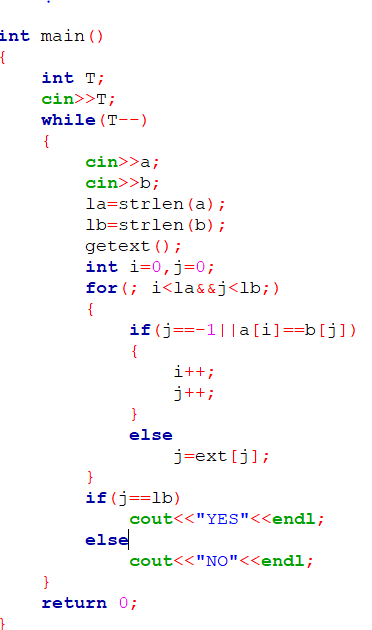 int main()
{
int T;
cin>>T;
while(T--)
{
cin>>a;
cin>>b;
la=strlen(a);
lb=strlen(b);
getext();
int i=0,j=0;
for(; i<la&&j<lb;)
{
if(j==-1||a[i]==b[j])
{
i++;
j++;
}
else
j=ext[j];
}
if(j==lb)
cout<<"YES"<<endl;
else
cout<<"NO"<<endl;
}
return 0;
}